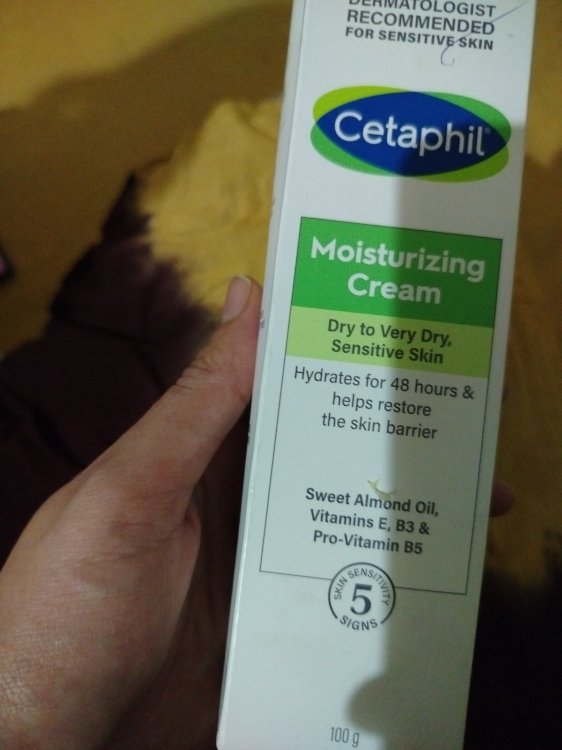 DERMATOLOGIST
RECOMMENDED
FOR SENSITIVE SKIN
Cetaphil®
Moisturizing
Cream
Dry to Very Dry,
Sensitive Skin
Hydrates for 48 hours &
helps restore
the skin barrier
Sweet Almond Oil,
Vitamins E, B3 &
Pro-Vitamin B5
SKIN SENSITIVITY
5
SIGNS
100 g